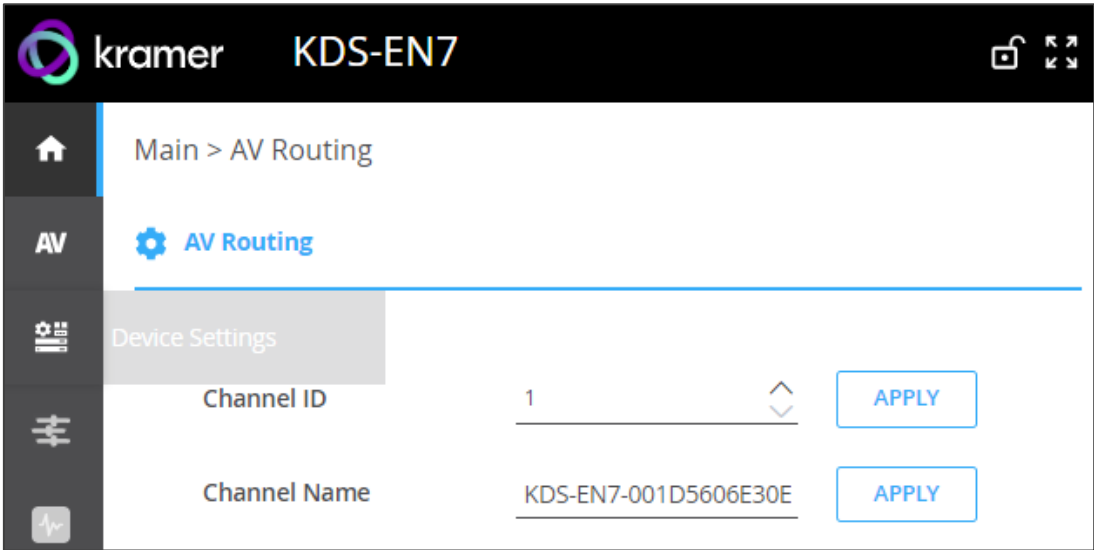 kramer KDS-EN7
Main > AV Routing
AV
AV Routing
Device Settings
Channel ID 1 APPLY
Channel Name KDS-EN7-001D5606E30E APPLY